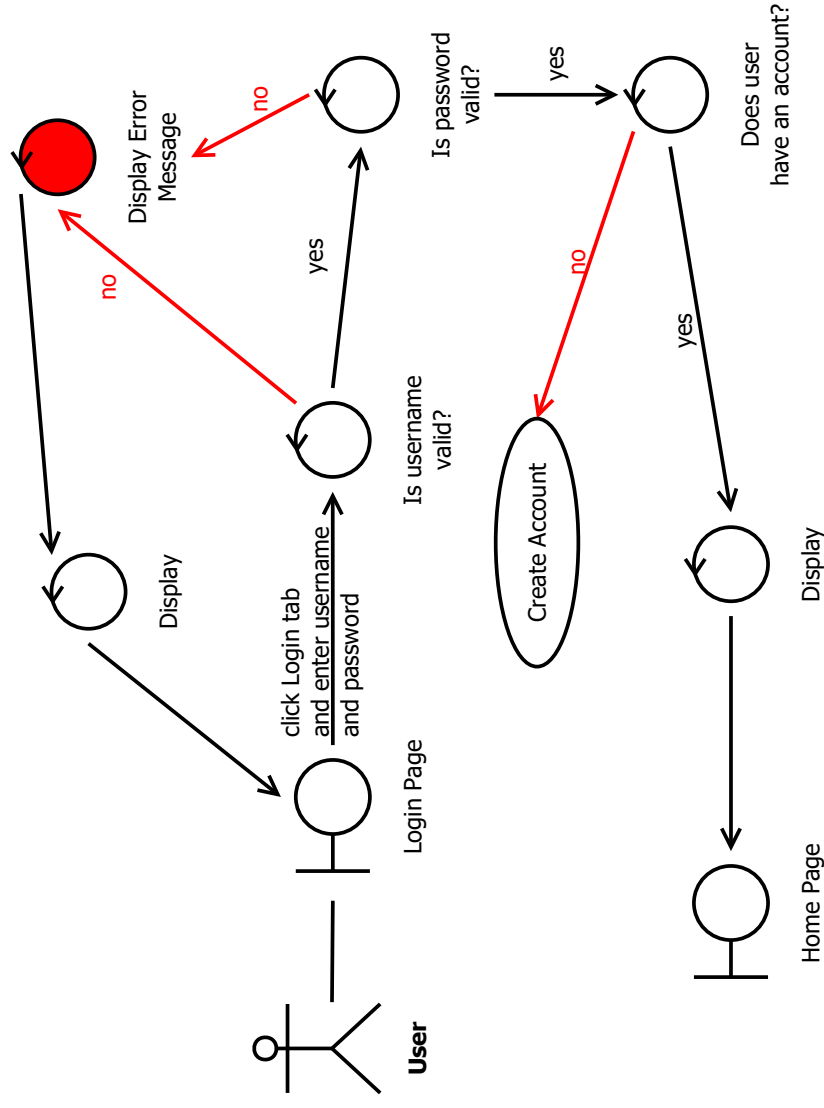 Display Error
Message
Display
no
no
click Login tab
and enter username
and password
yes
User
Login Page
Is username
valid?
Is password
valid?
yes
Create Account
no
yes
Home Page
Display
Does user
have an account?